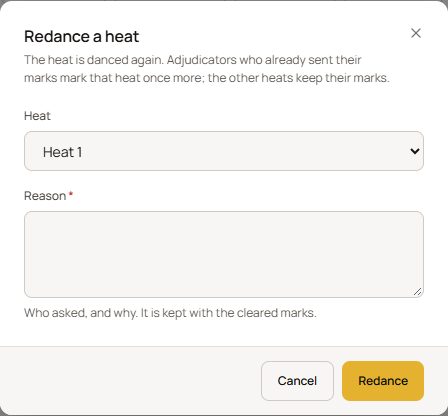 Redance a heat
The heat is danced again. Adjudicators who already sent their
marks mark that heat once more; the other heats keep their marks.
Heat
Heat 1
Reason *
Who asked, and why. It is kept with the cleared marks.
Cancel
Redance